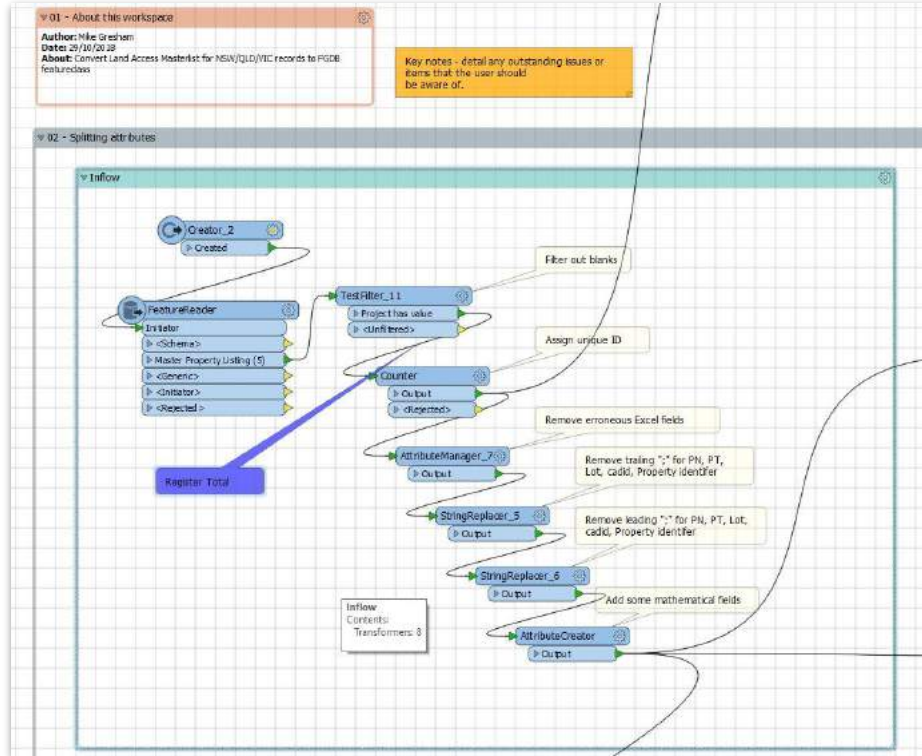 01 - About this workspace
Author: Mike Gresham
Date: 29/10/2018
About: Convert Land Access Masterlist for NSW/QLD/VIC records to FGDB
featureclass
Key notes - detail any outstanding issues or
items that the user should
be aware of.
02 - Splitting attributes
Inflow
Creator_2
Created
Filter out blanks
TestFilter_11
Project has value
<Unfiltered>
FeatureReader
Initiator
<Schema>
Master Property Listing (5)
<Generic>
<Initiator>
<Rejected>
Assign unique ID
Counter
Output
<Rejected>
Remove erroneous Excel fields
AttributeManager_7
Output
Register Total
Remove trailing ";" for PN, PT,
Lot, cadid, Property identifer
StringReplacer_5
Output
Remove leading ";" for PN, PT, Lot,
cadid, Property identifer
StringReplacer_6
Output
Add some mathematical fields
Inflow
Contents:
Transformers: 8
AttributeCreator
Output